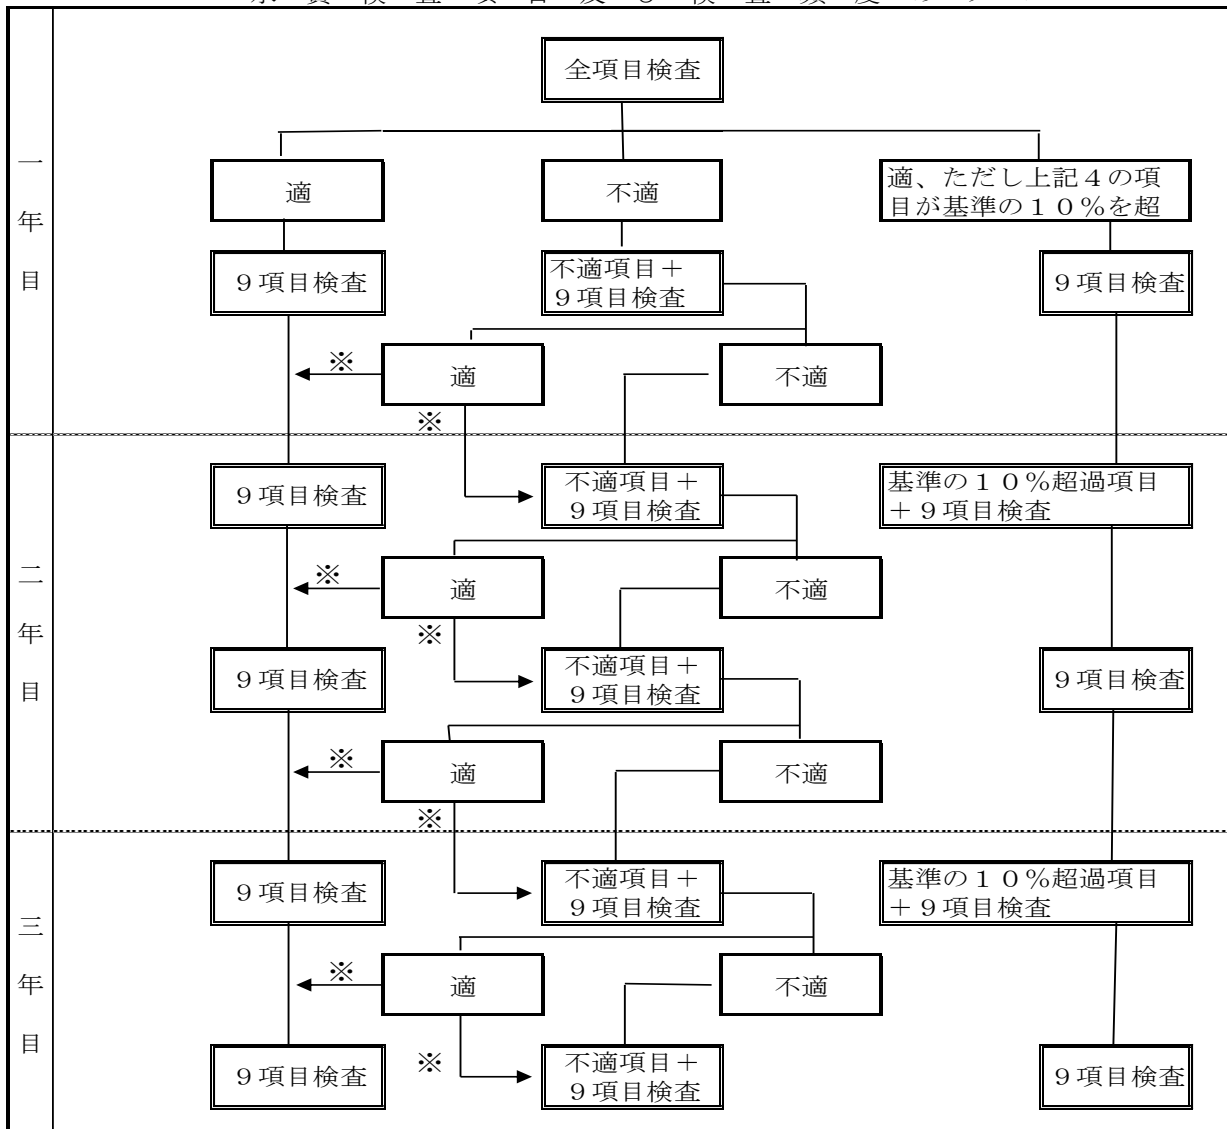 全項目検査
一年目
適
不適
適、ただし上記４の項
目が基準の１０％を超
９項目検査
不適項目＋
９項目検査
９項目検査
※
適
不適
※
９項目検査
不適項目＋
９項目検査
基準の１０％超過項目
＋９項目検査
二年目
※
適
不適
※
９項目検査
不適項目＋
９項目検査
９項目検査
※
適
不適
※
９項目検査
不適項目＋
９項目検査
基準の１０％超過項目
＋９項目検査
三年目
※
適
不適
※
９項目検査
不適項目＋
９項目検査
９項目検査